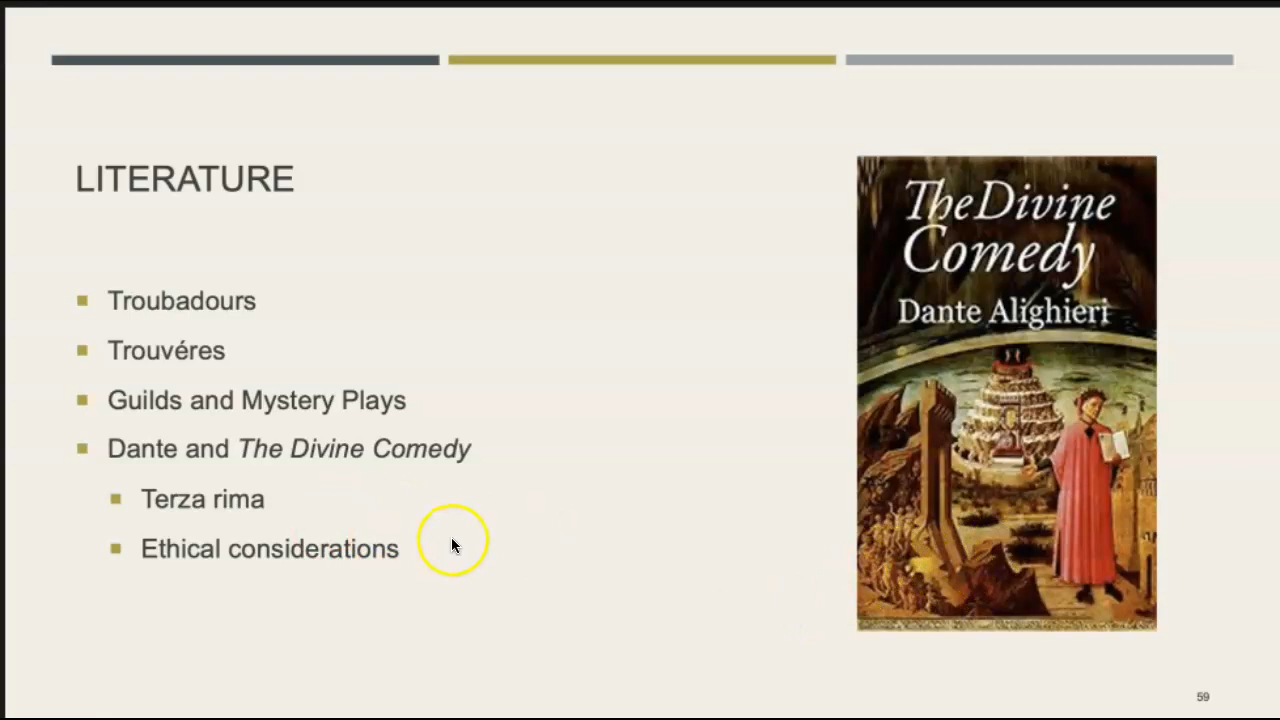 LITERATURE
Troubadours
Trouvéres
Guilds and Mystery Plays
Dante and The Divine Comedy
Terza rima
Ethical considerations
The Divine
Comedy
Dante Alighieri
59